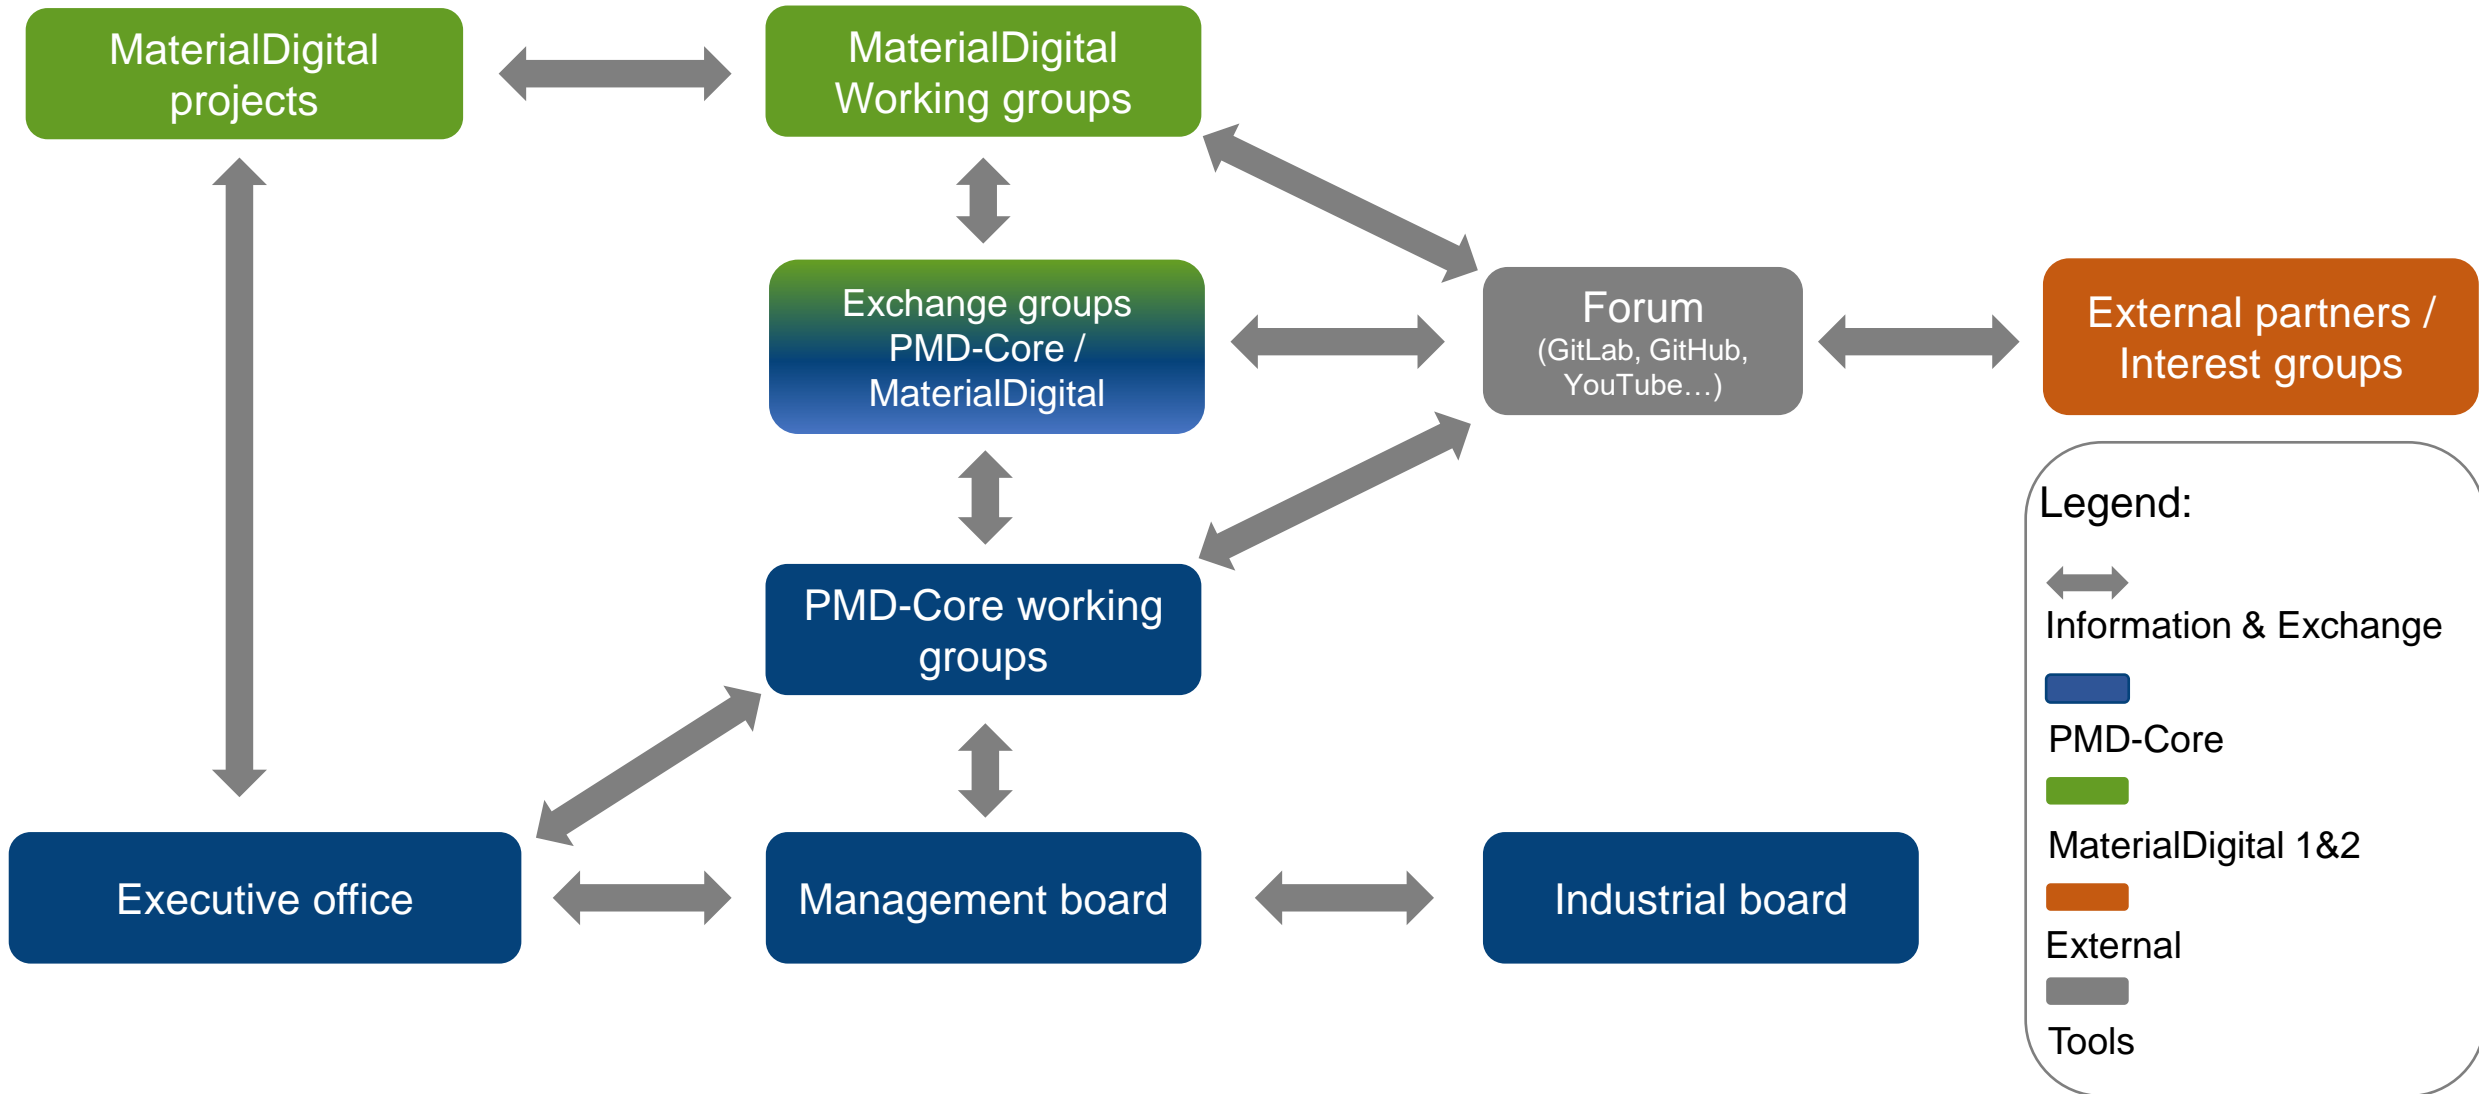 MaterialDigital
projects
MaterialDigital
Working groups
Exchange groups
PMD-Core /
MaterialDigital
Forum
(GitLab, GitHub,
YouTube…)
External partners /
Interest groups
PMD-Core working
groups
Executive office
Management board
Industrial board
Legend:
Information & Exchange
PMD-Core
MaterialDigital 1&2
External
Tools